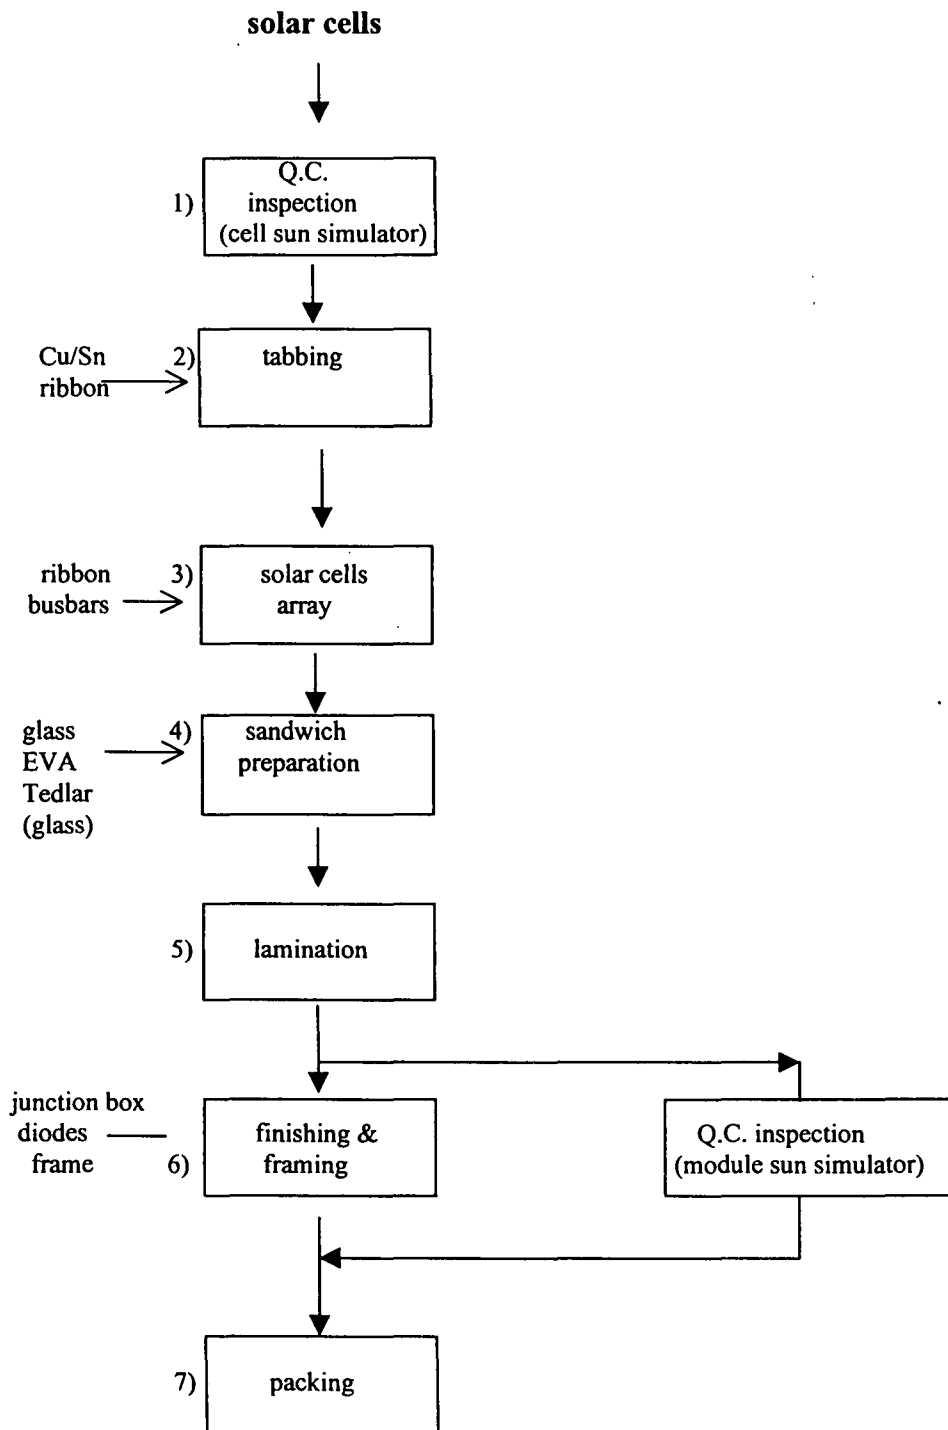 solar cells
1)
Q.C.
inspection
(cell sun simulator)
Cu/Sn
ribbon
2)
tabbing
ribbon
busbars
3)
solar cells
array
glass
EVA
Tedlar
(glass)
4)
sandwich
preparation
5)
lamination
junction box
diodes
frame
6)
finishing &
framing
Q.C. inspection
(module sun simulator)
7)
packing